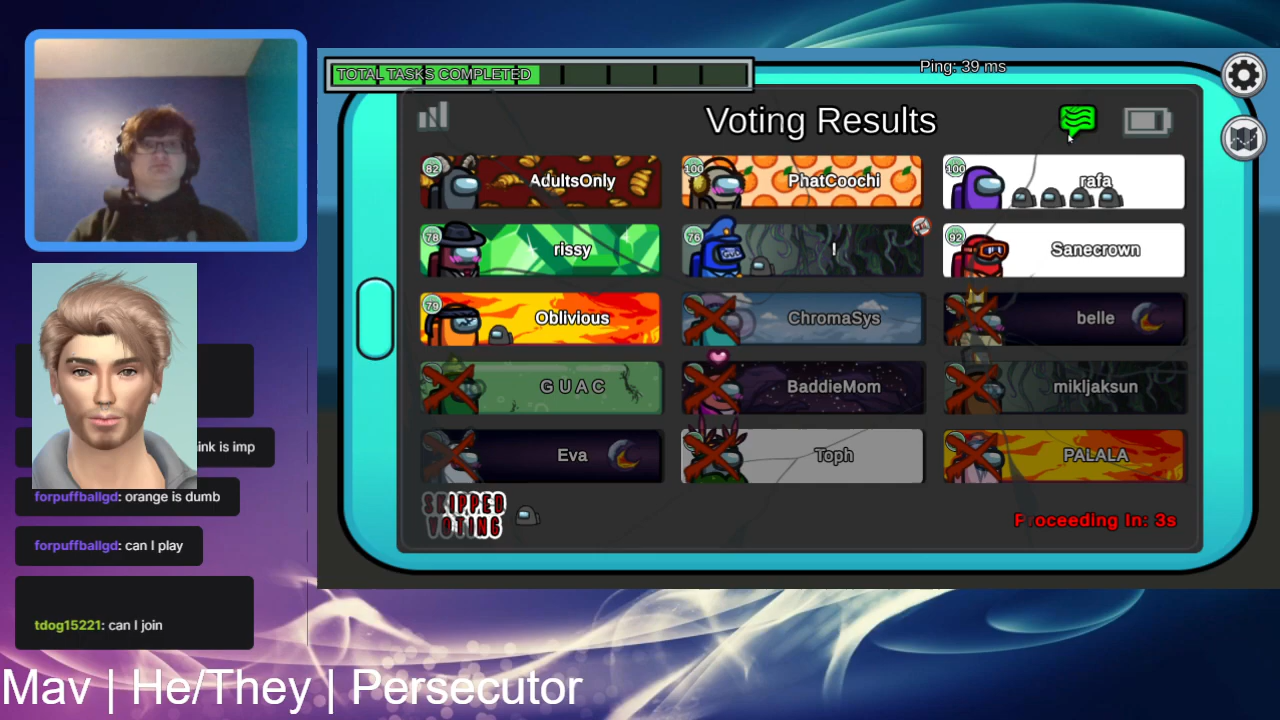 TOTAL TASKS COMPLETED
Ping: 39 ms
Voting Results
82 AdultsOnly
100 PhatCoochi
100 rafa
78 rissy
76 I
92 Sanecrown
79 Oblivious
ChromaSys
belle
G U A C
BaddieMom
mikljaksun
Eva
Toph
PALALA
SKIPPED VOTING
Proceeding In: 3s
ink is imp
forpuffballgd: orange is dumb
forpuffballgd: can I play
tdog15221: can I join
Mav | He/They | Persecutor